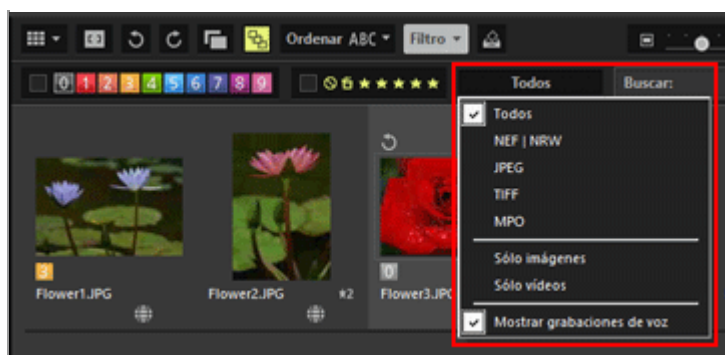 Ordenar ABC Filtro
0 1 2 3 4 5 6 7 8 9 Todos Buscar:
Todos
NEF | NRW
JPEG
TIFF
MPO
Sólo imágenes
Sólo vídeos
Mostrar grabaciones de voz
3
Flower1.JPG
Flower2.JPG ★2
0
Flower3.JPG